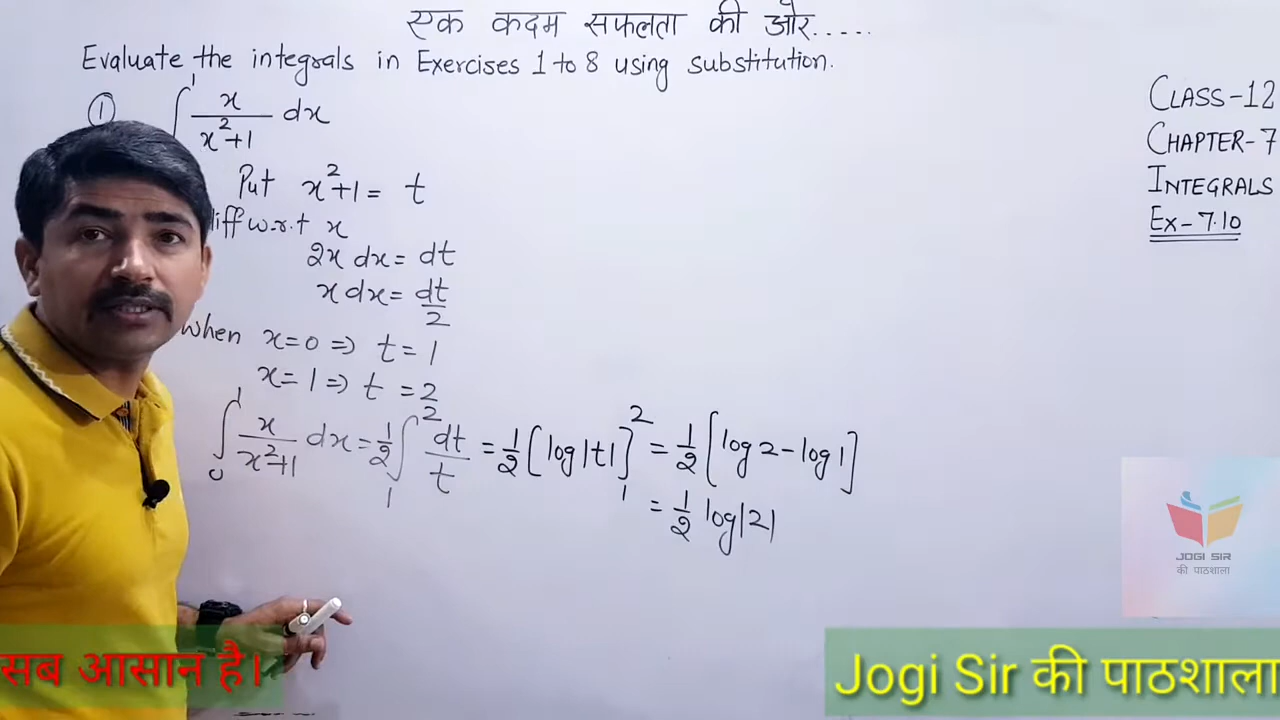 एक कदम सफलता की ओर.....
Evaluate the integrals in Exercises 1 to 8 using substitution.
① ∫¹ x/(x²+1) dx
Put x²+1 = t
diff w.r.t x
2x dx = dt
x dx = dt/2
when x=0 => t=1
x=1 => t=2
∫₀¹ x/(x²+1) dx = 1/2 ∫₁² dt/t = 1/2 [log|t|]₁² = 1/2 [log2 - log1]
= 1/2 log|2|
CLASS-12
CHAPTER-7
INTEGRALS
Ex-7.10
JOGI SIR
की पाठशाला
सब आसान है।
Jogi Sir की पाठशाला